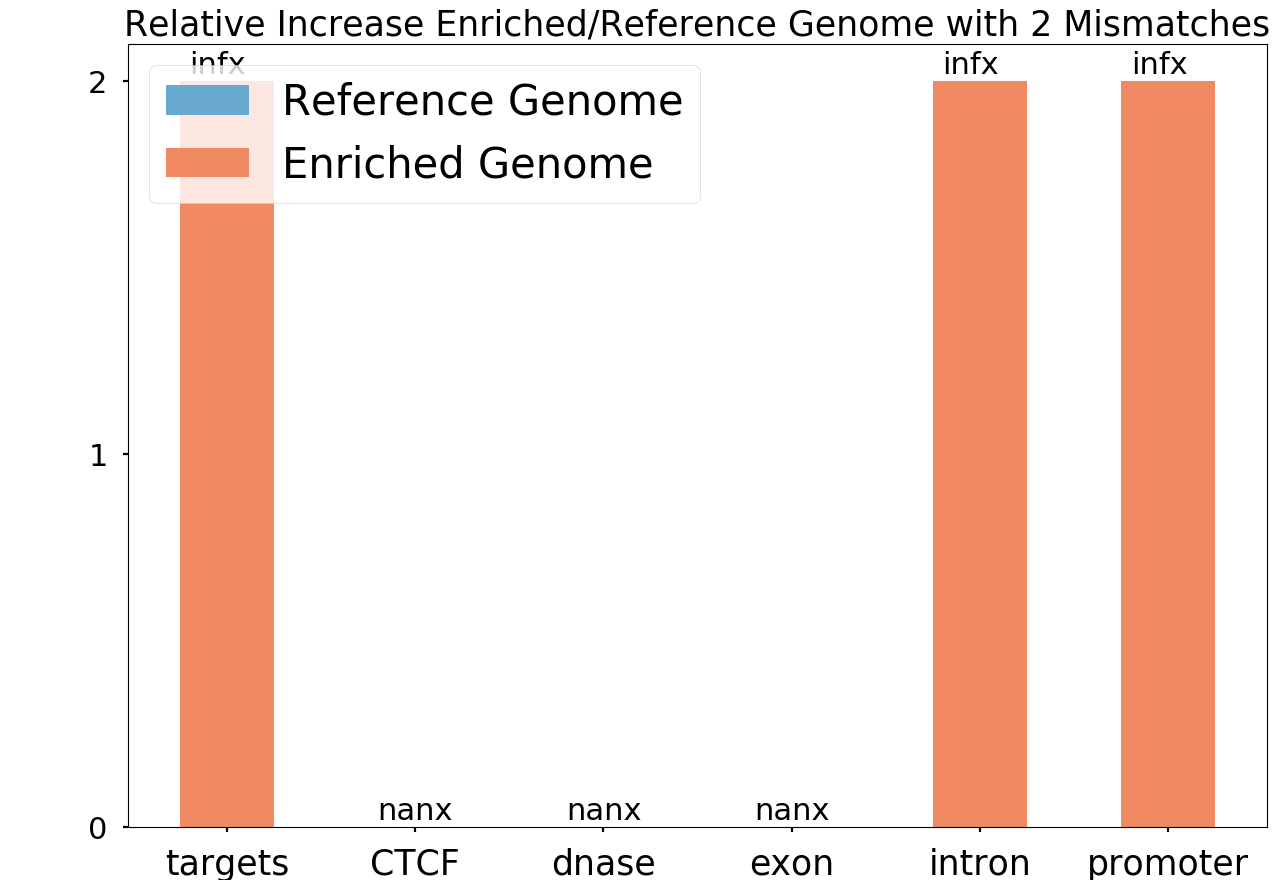 Relative Increase Enriched/Reference Genome with 2 Mismatches
infx
infx
infx
2
Reference Genome
Enriched Genome
1
nanx
nanx
nanx
0
targets
CTCF
dnase
exon
intron
promoter